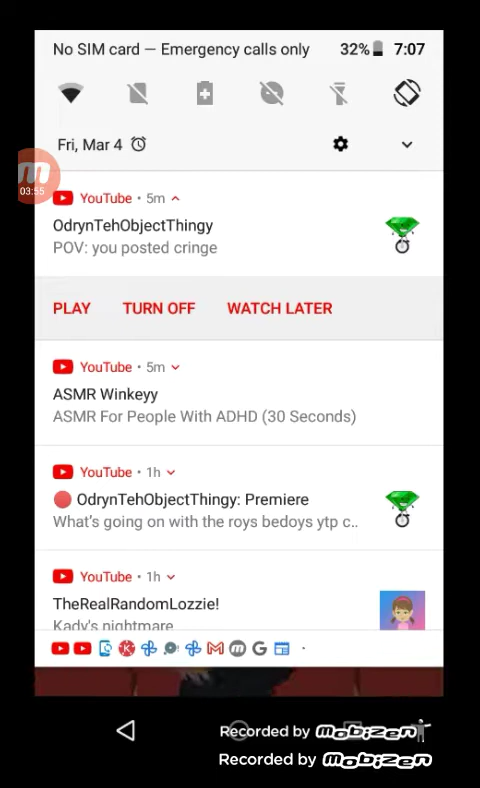 No SIM card — Emergency calls only 32% 7:07
Fri, Mar 4
03:55
YouTube • 5m
OdrynTehObjectThingy
POV: you posted cringe
PLAY TURN OFF WATCH LATER
YouTube • 5m
ASMR Winkeyy
ASMR For People With ADHD (30 Seconds)
YouTube • 1h
🔴 OdrynTehObjectThingy: Premiere
What's going on with the roys bedoys ytp c..
YouTube • 1h
TheRealRandomLozzie!
Kady's nightmare
Recorded by Mobizen
Recorded by Mobizen